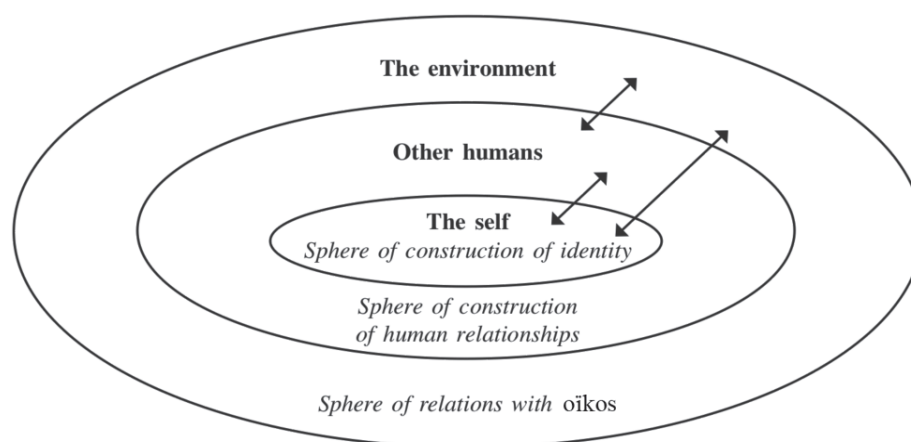 The environment
Other humans
The self
Sphere of construction of identity
Sphere of construction
of human relationships
Sphere of relations with oïkos